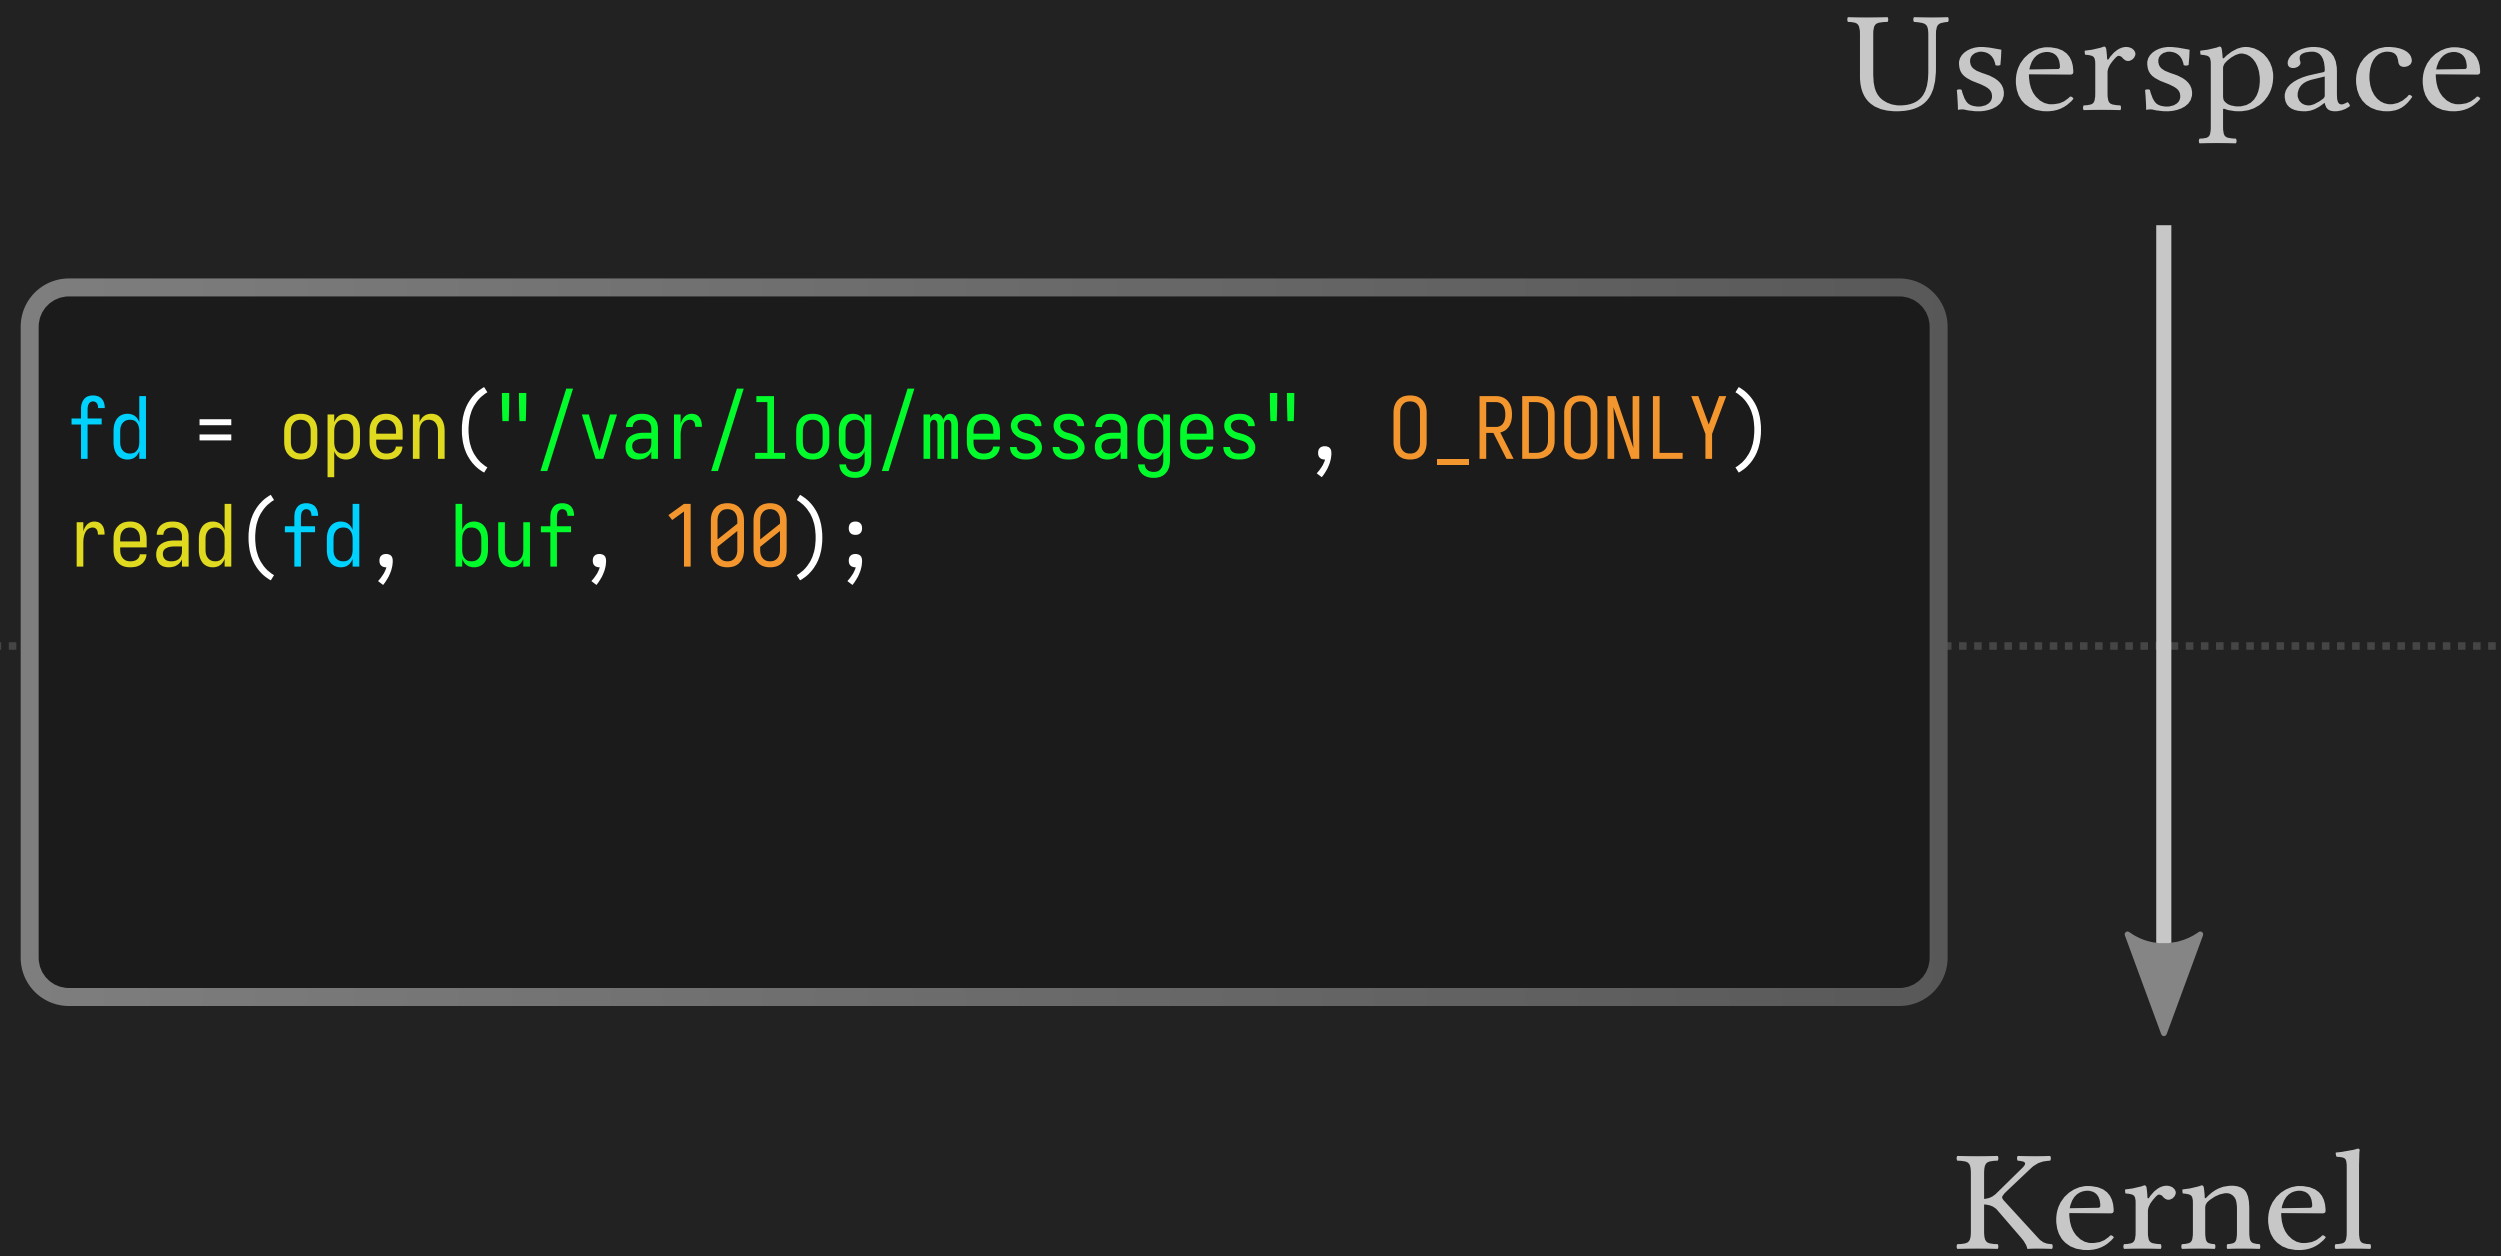 Userspace
fd = open("/var/log/messages", O_RDONLY)
read(fd, buf, 100);
Kernel